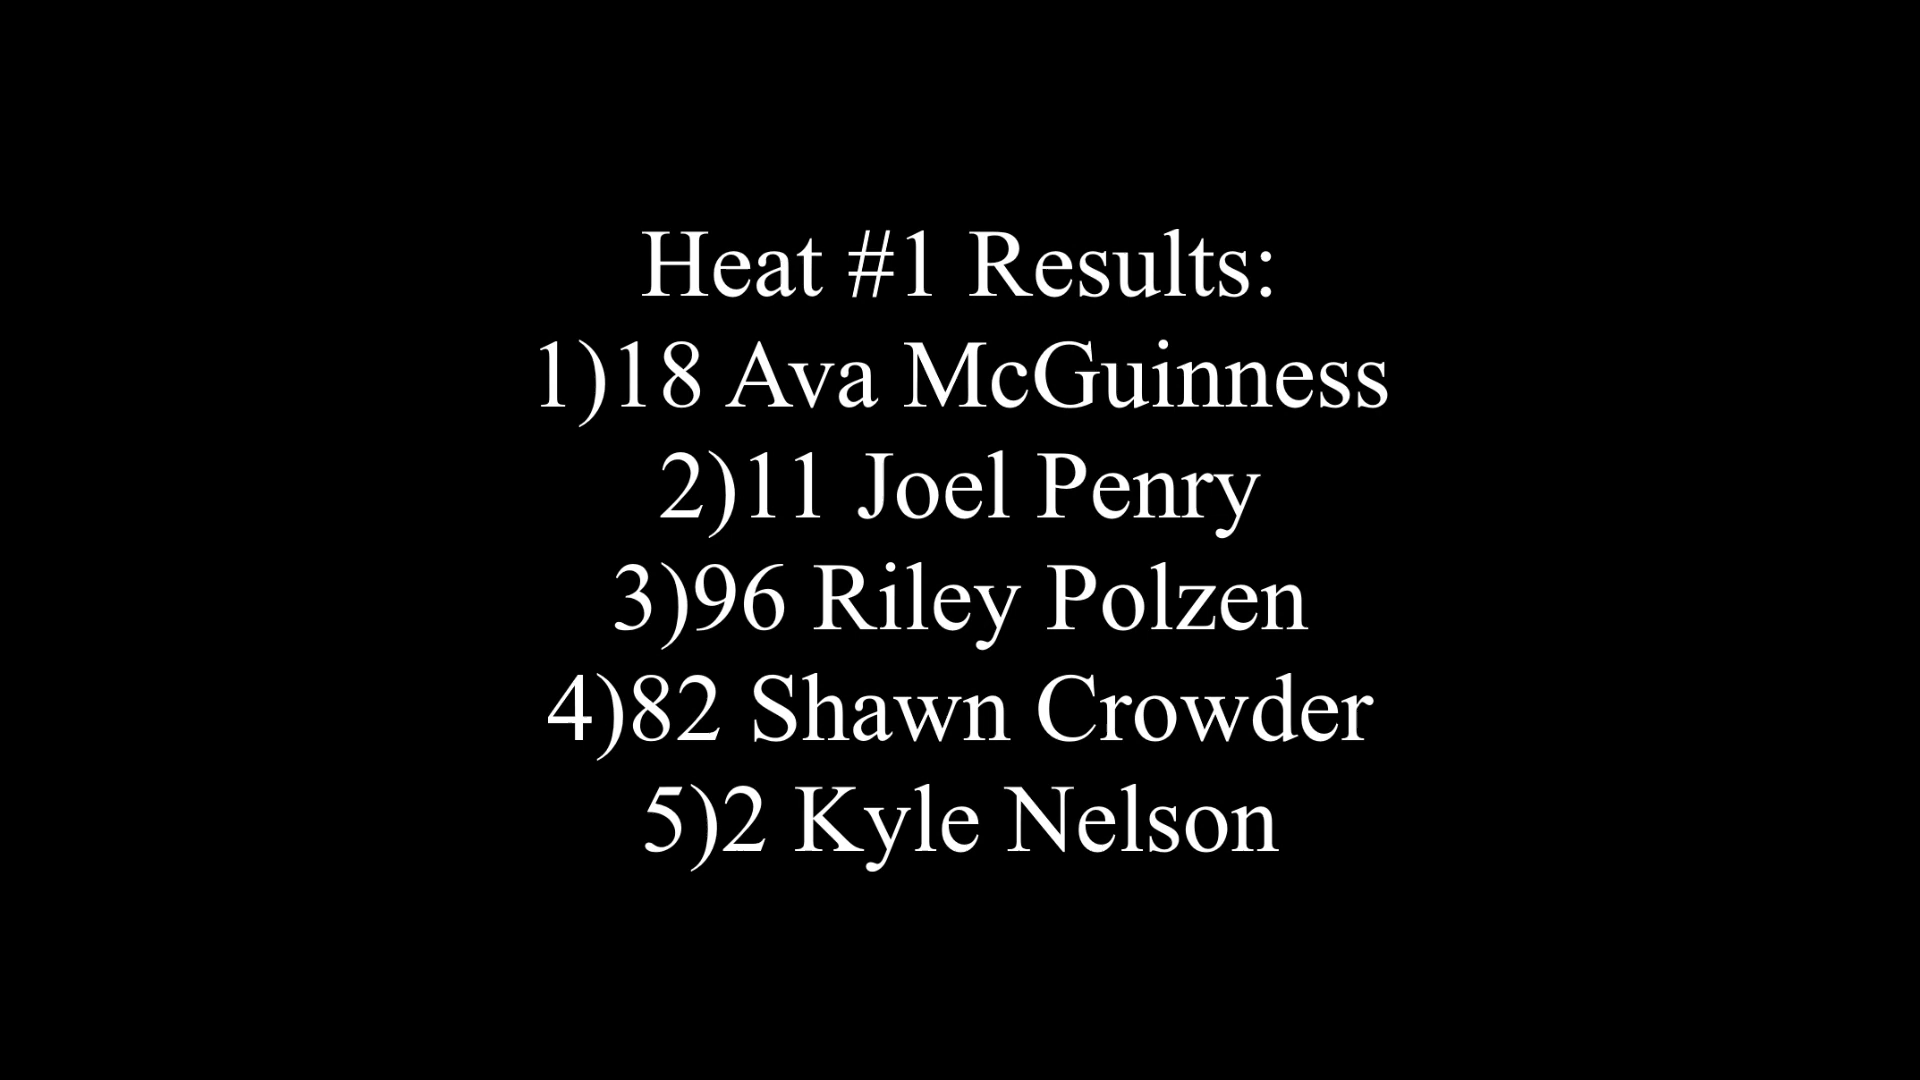 Heat #1 Results:
1)18 Ava McGuinness
2)11 Joel Penry
3)96 Riley Polzen
4)82 Shawn Crowder
5)2 Kyle Nelson